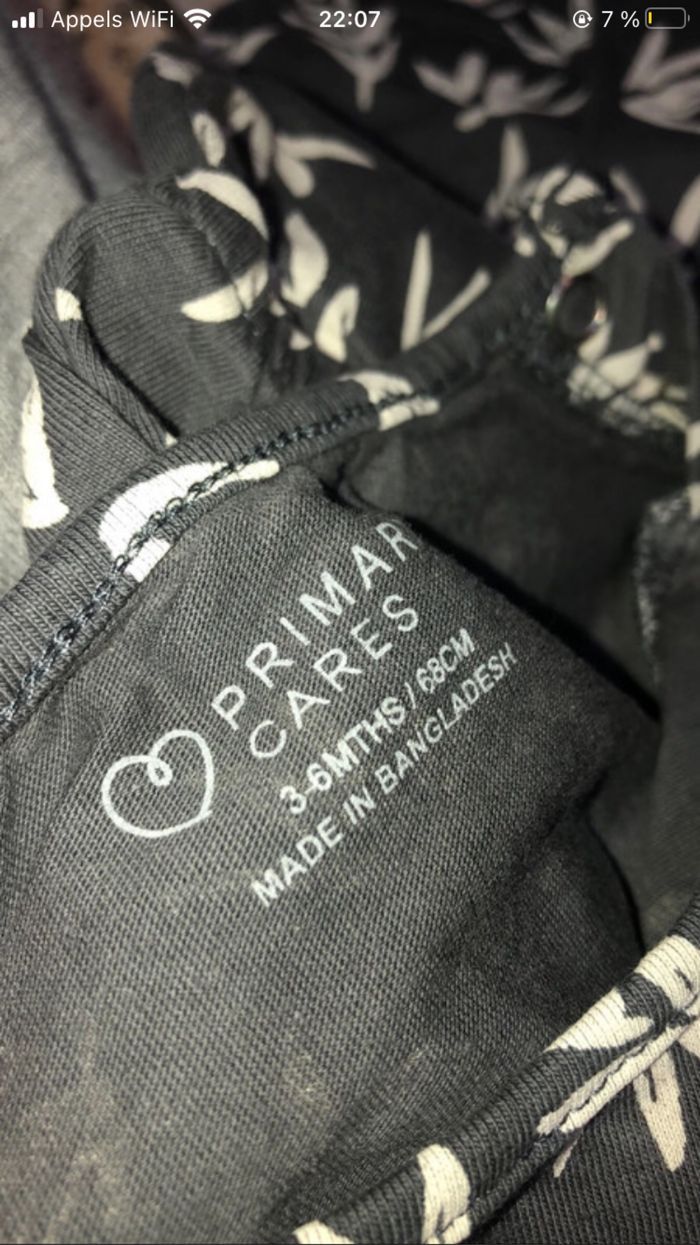 Appels WiFi 22:07 7 %
PRIMAR
CARES
3-6MTHS / 68CM
MADE IN BANGLADESH